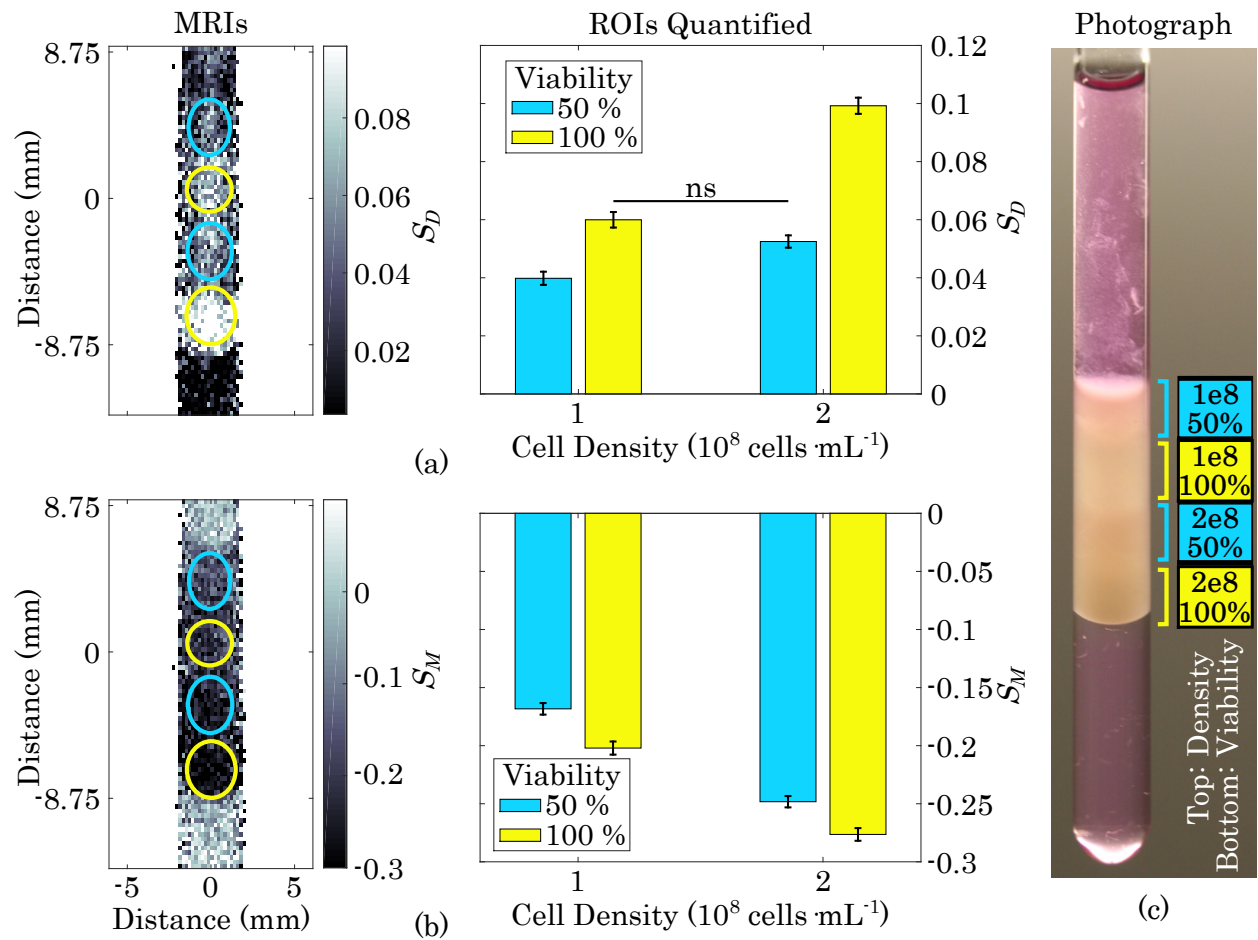 MRIs
ROIs Quantified
Photograph
8.75
0
-8.75
Distance (mm)
0.08
0.06
0.04
0.02
S_D
Viability
50 %
100 %
ns
0.12
0.1
0.08
0.06
0.04
0.02
0
S_D
1
2
Cell Density (10⁸ cells·mL⁻¹)
(a)
8.75
0
-8.75
Distance (mm)
-5
0
5
Distance (mm)
0
-0.1
-0.2
-0.3
S_M
Viability
50 %
100 %
0
-0.05
-0.1
-0.15
-0.2
-0.25
-0.3
S_M
1
2
Cell Density (10⁸ cells·mL⁻¹)
(b)
1e8
50%
1e8
100%
2e8
50%
2e8
100%
Top: Density
Bottom: Viability
(c)